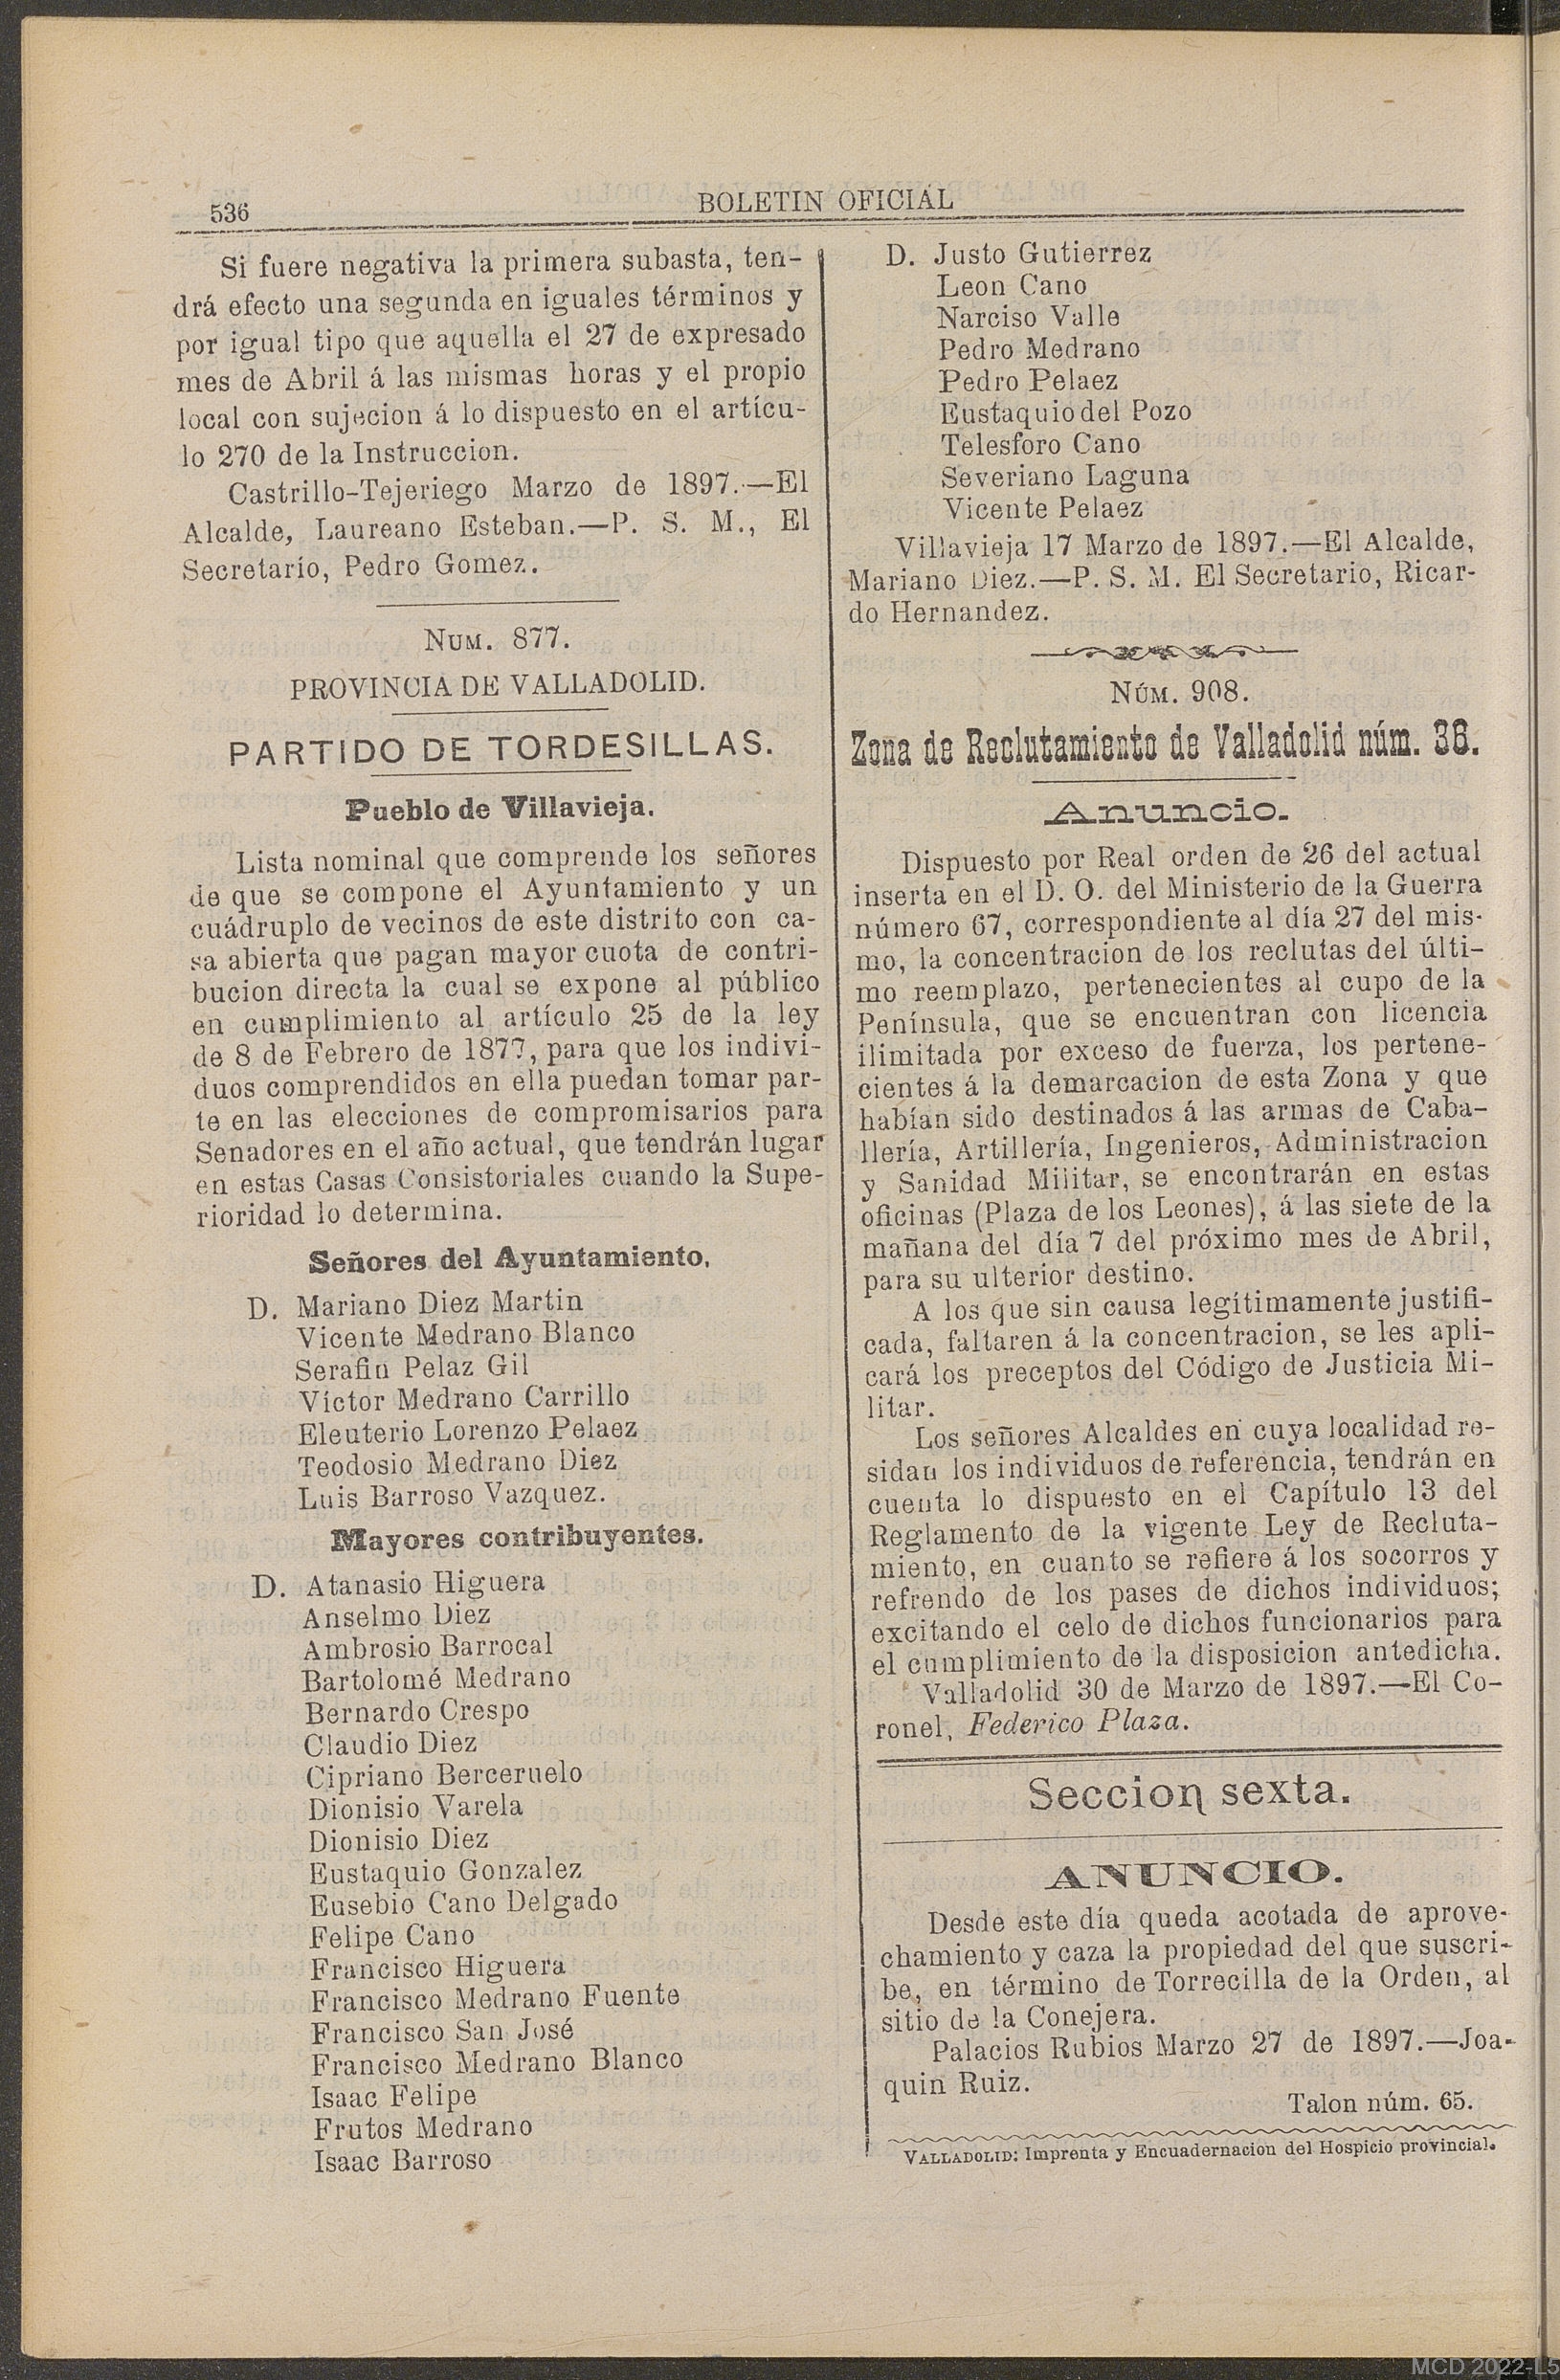 536
BOLETIN OFICIAL
Si fuere negativa la primera subasta, ten-
drá efecto una segunda en iguales términos y
por igual tipo que aquella el 27 de expresado
mes de Abril á las mismas horas y el propio
local con sujecion á lo dispuesto en el artícu-
lo 270 de la Instruccion.
Castrillo-Tejeriego Marzo de 1897.—El
Alcalde, Laureano Esteban.—P. S. M., El
Secretario, Pedro Gomez.
NUM. 877.
PROVINCIA DE VALLADOLID.
PARTIDO DE TORDESILLAS.
Pueblo de Villavieja.
Lista nominal que comprende los señores
de que se compone el Ayuntamiento y un
cuádruplo de vecinos de este distrito con ca-
sa abierta que pagan mayor cuota de contri-
bucion directa la cual se expone al público
en cumplimiento al artículo 25 de la ley
de 8 de Febrero de 1877, para que los indivi-
duos comprendidos en ella puedan tomar par-
te en las elecciones de compromisarios para
Senadores en el año actual, que tendrán lugar
en estas Casas Consistoriales cuando la Supe-
rioridad lo determina.
Señores del Ayuntamiento.
D. Mariano Diez Martin
Vicente Medrano Blanco
Serafin Pelaz Gil
Víctor Medrano Carrillo
Eleuterio Lorenzo Pelaez
Teodosio Medrano Diez
Luis Barroso Vazquez.
Mayores contribuyentes.
D. Atanasio Higuera
Anselmo Diez
Ambrosio Barrocal
Bartolomé Medrano
Bernardo Crespo
Claudio Diez
Cipriano Berceruelo
Dionisio Varela
Dionisio Diez
Eustaquio Gonzalez
Eusebio Cano Delgado
Felipe Cano
Francisco Higuera
Francisco Medrano Fuente
Francisco San José
Francisco Medrano Blanco
Isaac Felipe
Frutos Medrano
Isaac Barroso
D. Justo Gutierrez
Leon Cano
Narciso Valle
Pedro Medrano
Pedro Pelaez
Eustaquio del Pozo
Telesforo Cano
Severiano Laguna
Vicente Pelaez
Villavieja 17 Marzo de 1897.—El Alcalde,
Mariano Diez.—P. S. M. El Secretario, Ricar-
do Hernandez.
NÚM. 908.
Zona de Reclutamiento de Valladolid núm. 36.
Anuncio.
Dispuesto por Real orden de 26 del actual
inserta en el D. O. del Ministerio de la Guerra
número 67, correspondiente al día 27 del mis-
mo, la concentracion de los reclutas del últi-
mo reemplazo, pertenecientes al cupo de la
Península, que se encuentran con licencia
ilimitada por exceso de fuerza, los pertene-
cientes á la demarcacion de esta Zona y que
habían sido destinados á las armas de Caba-
llería, Artillería, Ingenieros, Administracion
y Sanidad Militar, se encontrarán en estas
oficinas (Plaza de los Leones), á las siete de la
mañana del día 7 del próximo mes de Abril,
para su ulterior destino.
A los que sin causa legítimamente justifi-
cada, faltaren á la concentracion, se les apli-
cará los preceptos del Código de Justicia Mi-
litar.
Los señores Alcaldes en cuya localidad re-
sidan los individuos de referencia, tendrán en
cuenta lo dispuesto en el Capítulo 13 del
Reglamento de la vigente Ley de Recluta-
miento, en cuanto se refiere á los socorros y
refrendo de los pases de dichos individuos;
excitando el celo de dichos funcionarios para
el cumplimiento de la disposicion antedicha.
Valladolid 30 de Marzo de 1897.—El Co-
ronel, Federico Plaza.
Seccion sexta.
ANUNCIO.
Desde este día queda acotada de aprove-
chamiento y caza la propiedad del que suscri-
be, en término de Torrecilla de la Orden, al
sitio de la Conejera.
Palacios Rubios Marzo 27 de 1897.—Joa-
quin Ruiz.
Talon núm. 65.
VALLADOLID: Imprenta y Encuadernacion del Hospicio provincial.
MCD 2022-L5